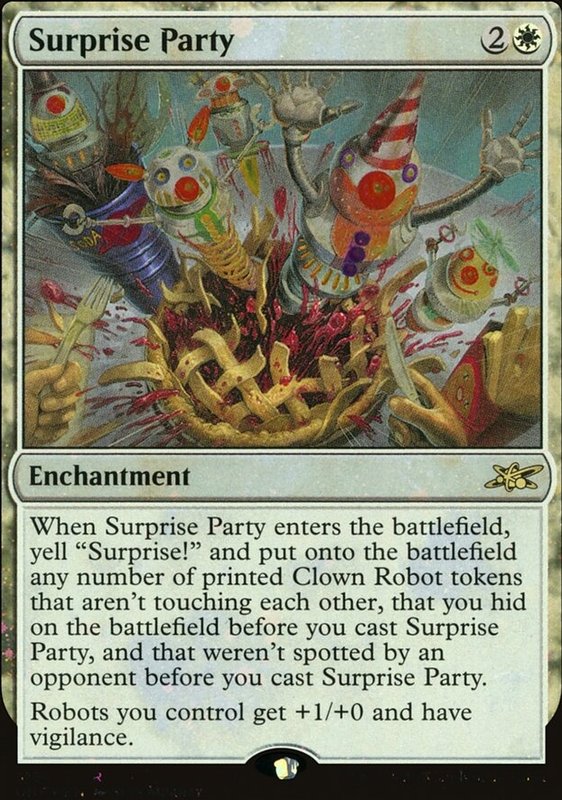 Surprise Party 2
SODA
Enchantment
When Surprise Party enters the battlefield,
yell “Surprise!” and put onto the battlefield
any number of printed Clown Robot tokens
that aren’t touching each other, that you hid
on the battlefield before you cast Surprise
Party, and that weren’t spotted by an
opponent before you cast Surprise Party.
Robots you control get +1/+0 and have
vigilance.